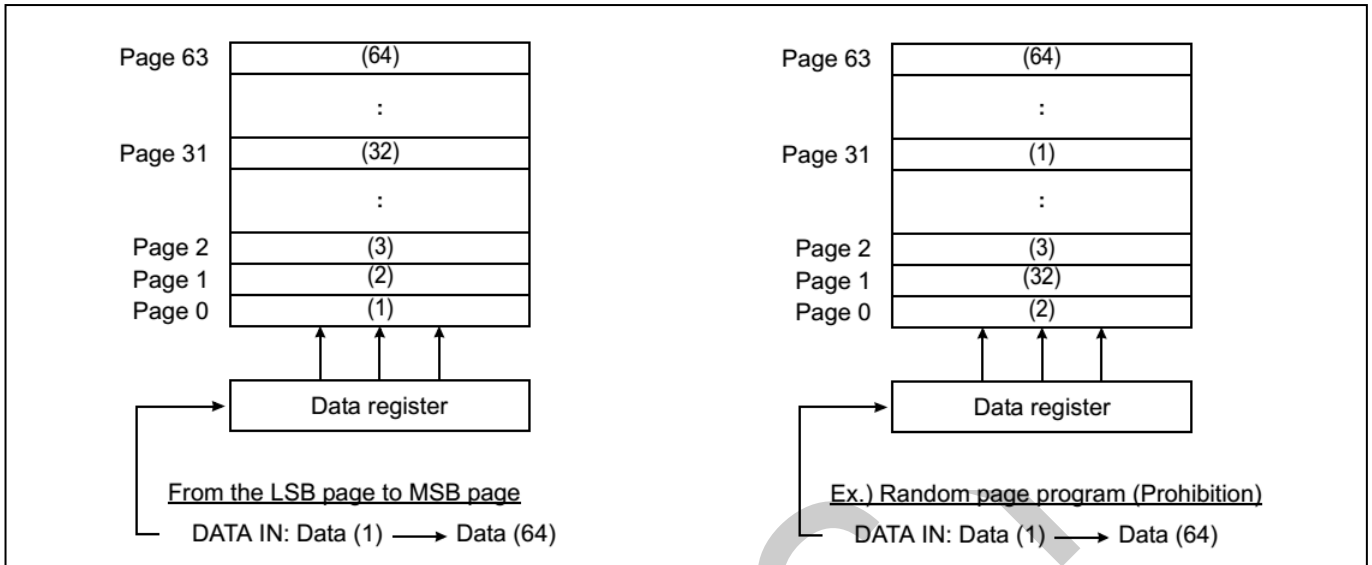 Page 63 (64)
:
Page 31 (32)
:
Page 2 (3)
Page 1 (2)
Page 0 (1)
Data register
From the LSB page to MSB page
DATA IN: Data (1) Data (64)
Page 63 (64)
:
Page 31 (1)
:
Page 2 (3)
Page 1 (32)
Page 0 (2)
Data register
Ex.) Random page program (Prohibition)
DATA IN: Data (1) Data (64)